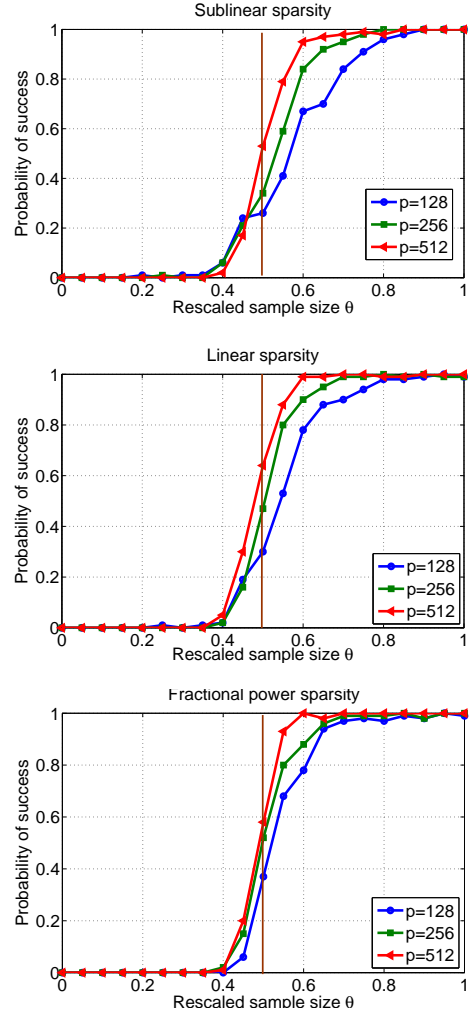 Sublinear sparsity
Probability of success
1
0.8
0.6
0.4
0.2
0
p=128
p=256
p=512
0 0.2 0.4 0.6 0.8 1
Rescaled sample size θ
Linear sparsity
Probability of success
1
0.8
0.6
0.4
0.2
0
p=128
p=256
p=512
0 0.2 0.4 0.6 0.8 1
Rescaled sample size θ
Fractional power sparsity
Probability of success
1
0.8
0.6
0.4
0.2
0
p=128
p=256
p=512
0 0.2 0.4 0.6 0.8 1
Rescaled sample size θ